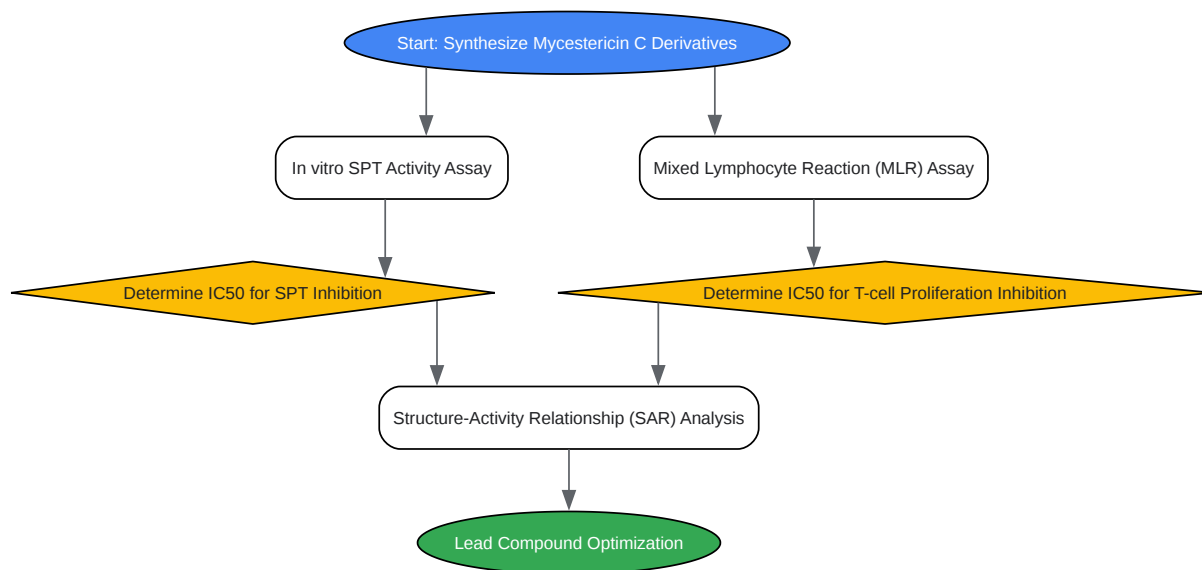 Start: Synthesize Mycestericin C Derivatives
In vitro SPT Activity Assay
Mixed Lymphocyte Reaction (MLR) Assay
Determine IC50 for SPT Inhibition
Determine IC50 for T-cell Proliferation Inhibition
Structure-Activity Relationship (SAR) Analysis
Lead Compound Optimization